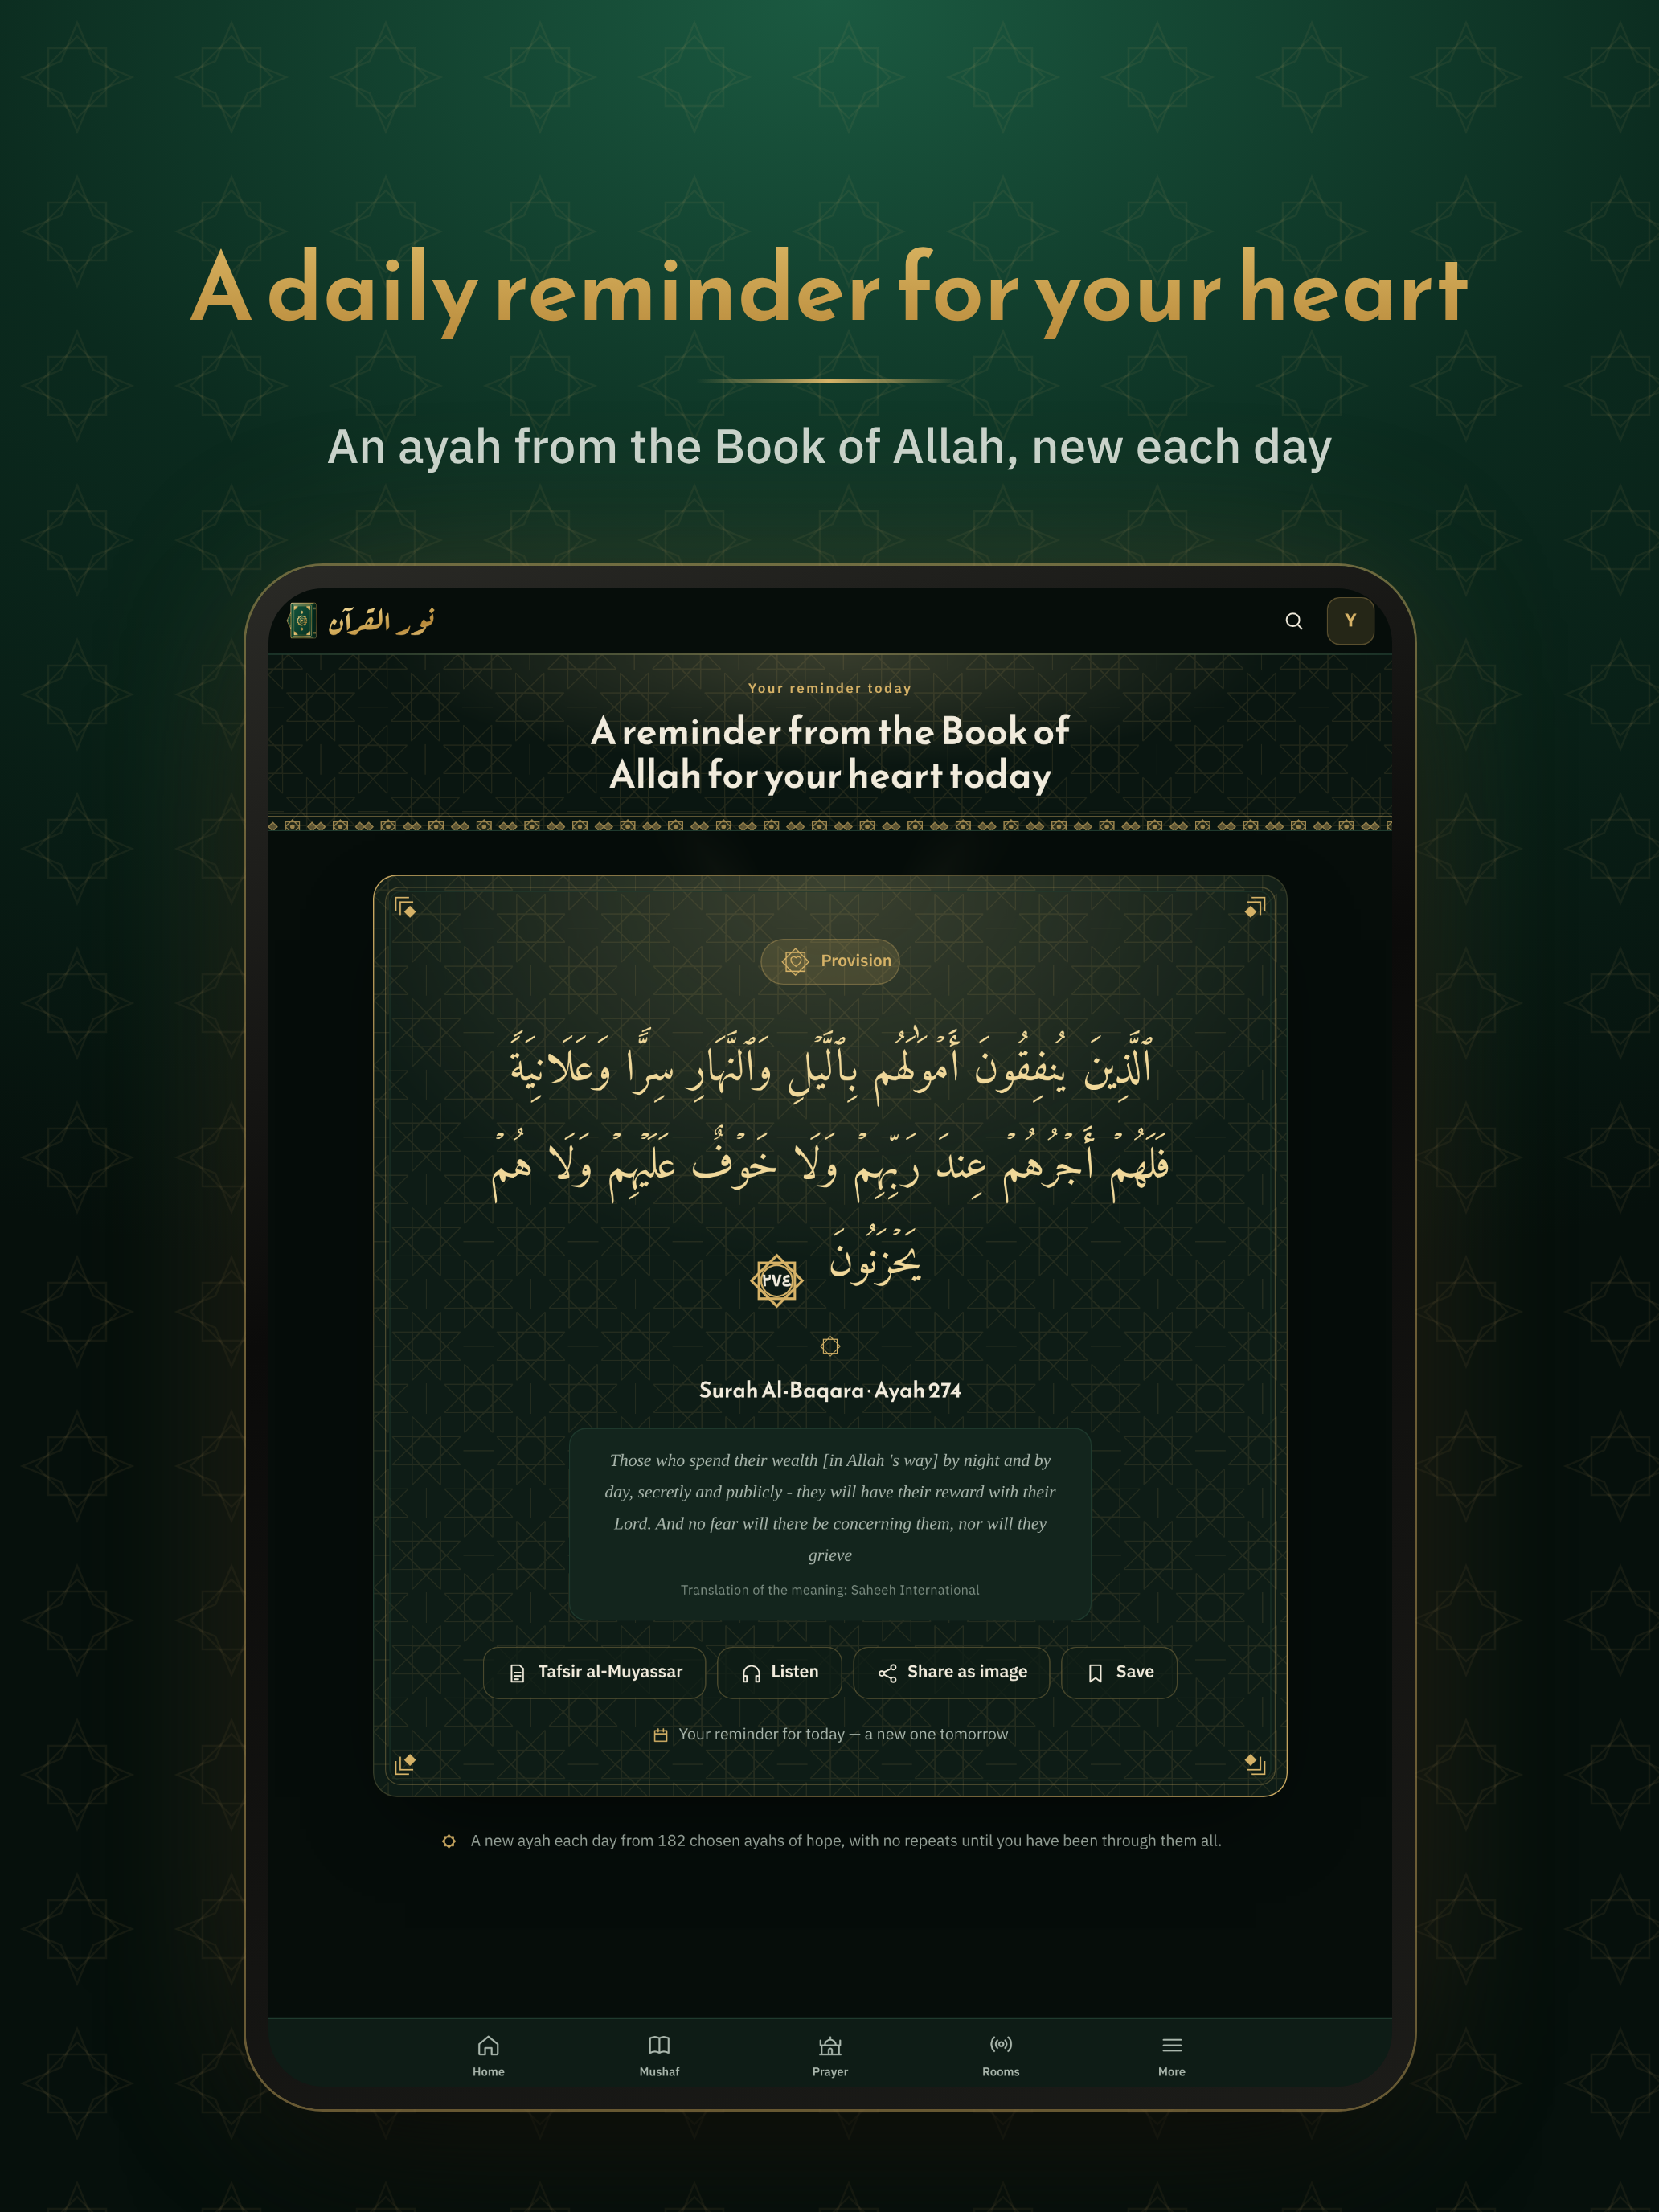 A daily reminder for your heart
An ayah from the Book of Allah, new each day
نور القرآن
Y
Your reminder today
A reminder from the Book of
Allah for your heart today
Provision
ٱلَّذِينَ يُنفِقُونَ أَمۡوَٰلَهُم بِٱلَّيۡلِ وَٱلنَّهَارِ سِرّٗا وَعَلَانِيَةٗ
فَلَهُمۡ أَجۡرُهُمۡ عِندَ رَبِّهِمۡ وَلَا خَوۡفٌ عَلَيۡهِمۡ وَلَا هُمۡ
يَحۡزَنُونَ ٢٧٤
Surah Al-Baqara · Ayah 274
Those who spend their wealth [in Allah 's way] by night and by
day, secretly and publicly - they will have their reward with their
Lord. And no fear will there be concerning them, nor will they
grieve
Translation of the meaning: Saheeh International
Tafsir al-Muyassar Listen Share as image Save
Your reminder for today — a new one tomorrow
A new ayah each day from 182 chosen ayahs of hope, with no repeats until you have been through them all.
Home Mushaf Prayer Rooms More